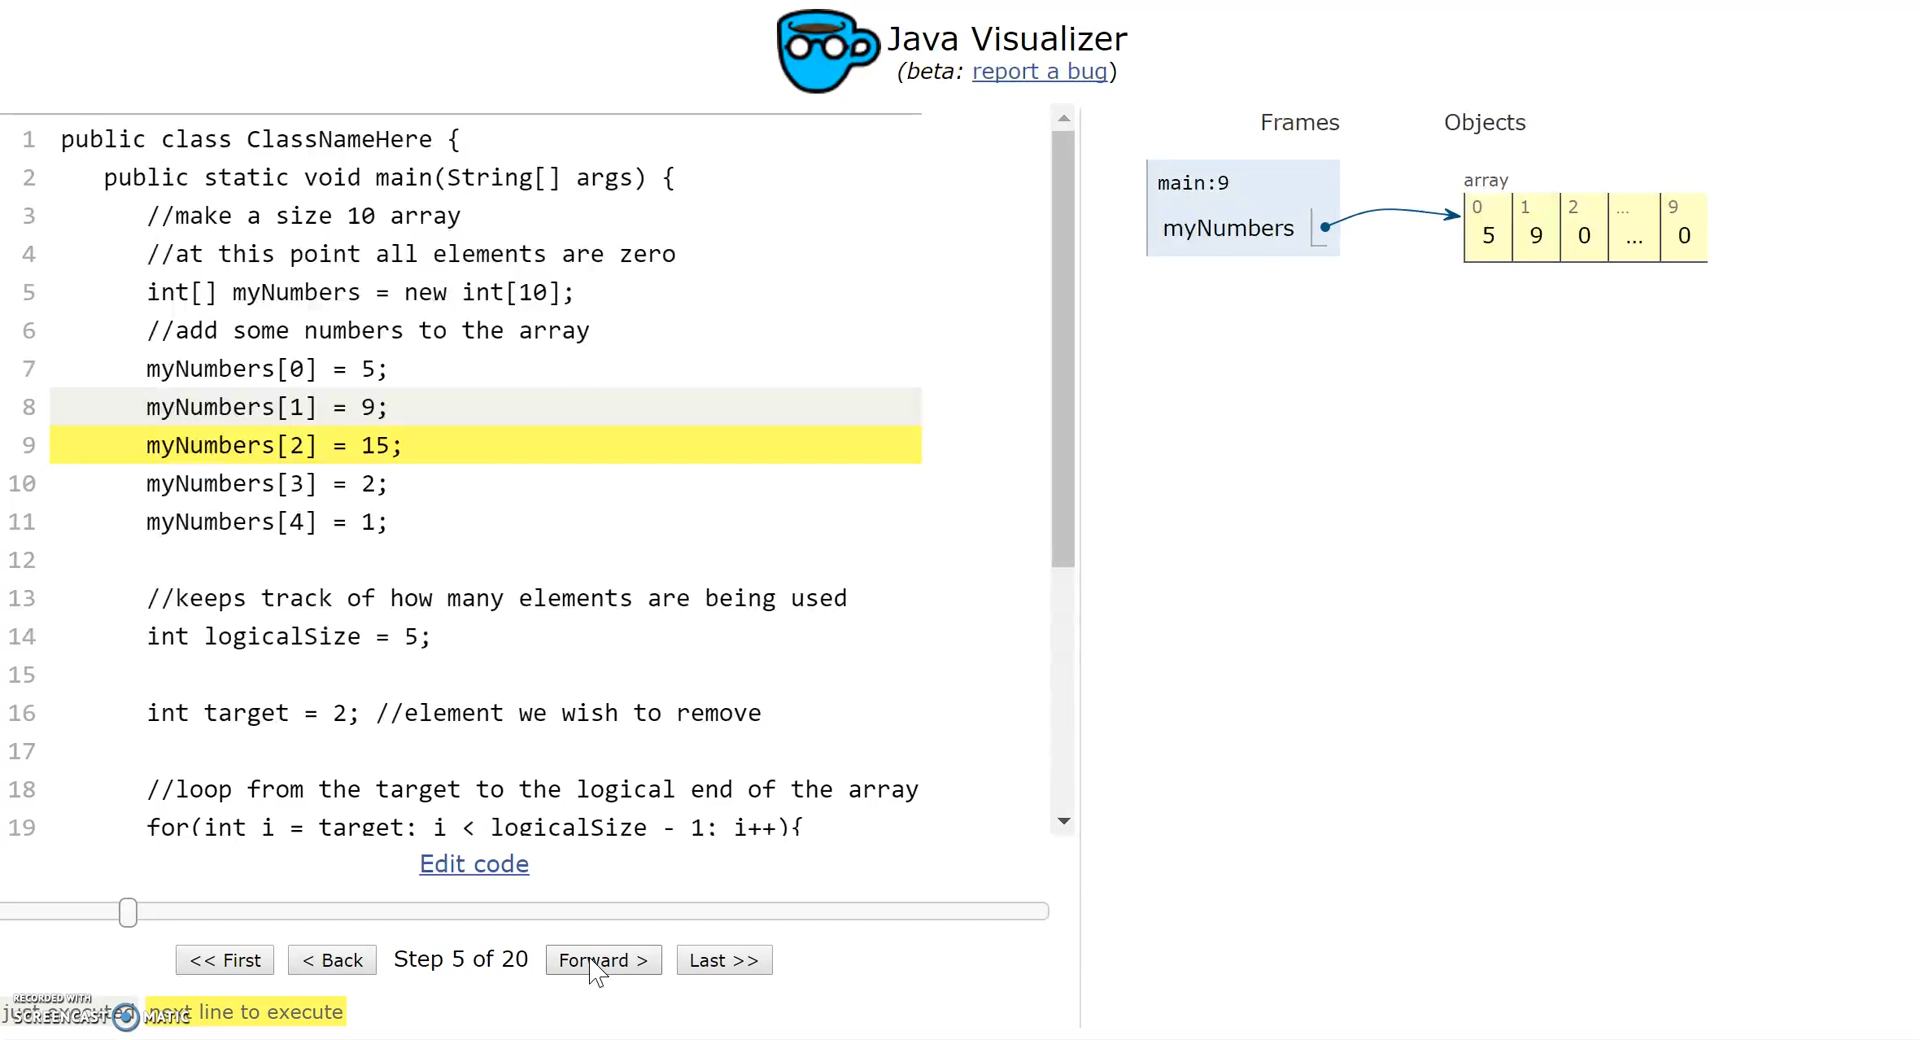 Java Visualizer
(beta: report a bug)
1 public class ClassNameHere {
2 public static void main(String[] args) {
3 //make a size 10 array
4 //at this point all elements are zero
5 int[] myNumbers = new int[10];
6 //add some numbers to the array
7 myNumbers[0] = 5;
8 myNumbers[1] = 9;
9 myNumbers[2] = 15;
10 myNumbers[3] = 2;
11 myNumbers[4] = 1;
12
13 //keeps track of how many elements are being used
14 int logicalSize = 5;
15
16 int target = 2; //element we wish to remove
17
18 //loop from the target to the logical end of the array
19 for(int i = target; i < logicalSize - 1; i++){
Edit code
<< First < Back Step 5 of 20 Forward > Last >>
just executed next line to execute
RECORDED WITH
SCREENCAST MATIC
Frames Objects
main:9
myNumbers
array
0 1 2 ... 9
5 9 0 ... 0